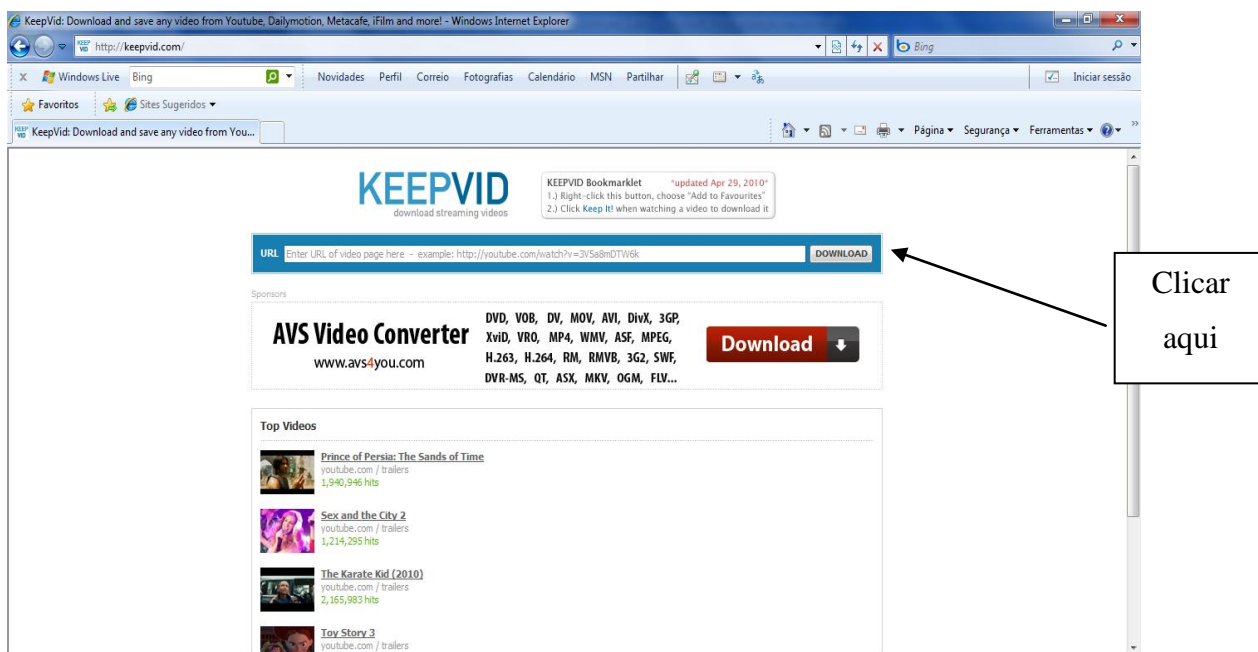 KeepVid: Download and save any video from Youtube, Dailymotion, Metacafe, iFilm and more! - Windows Internet Explorer
KEEP VID http://keepvid.com/ Bing
x Windows Live Bing Novidades Perfil Correio Fotografias Calendário MSN Partilhar Iniciar sessão
Favoritos Sites Sugeridos
KEEP VID KeepVid: Download and save any video from You... Página Segurança Ferramentas
KEEPVID
download streaming videos
KEEPVID Bookmarklet *updated Apr 29, 2010*
1.) Right-click this button, choose "Add to Favourites"
2.) Click Keep It! when watching a video to download it
URL Enter URL of video page here - example: http://youtube.com/watch?v=3V5a8mDTW6k DOWNLOAD
Clicar
aqui
Sponsors
AVS Video Converter
www.avs4you.com
DVD, VOB, DV, MOV, AVI, DivX, 3GP,
XviD, VRO, MP4, WMV, ASF, MPEG,
H.263, H.264, RM, RMVB, 3G2, SWF,
DVR-MS, QT, ASX, MKV, OGM, FLV...
Download
Top Videos
Prince of Persia: The Sands of Time
youtube.com / trailers
1,940,946 hits
Sex and the City 2
youtube.com / trailers
1,214,295 hits
The Karate Kid (2010)
youtube.com / trailers
2,165,983 hits
Toy Story 3
youtube.com / trailers